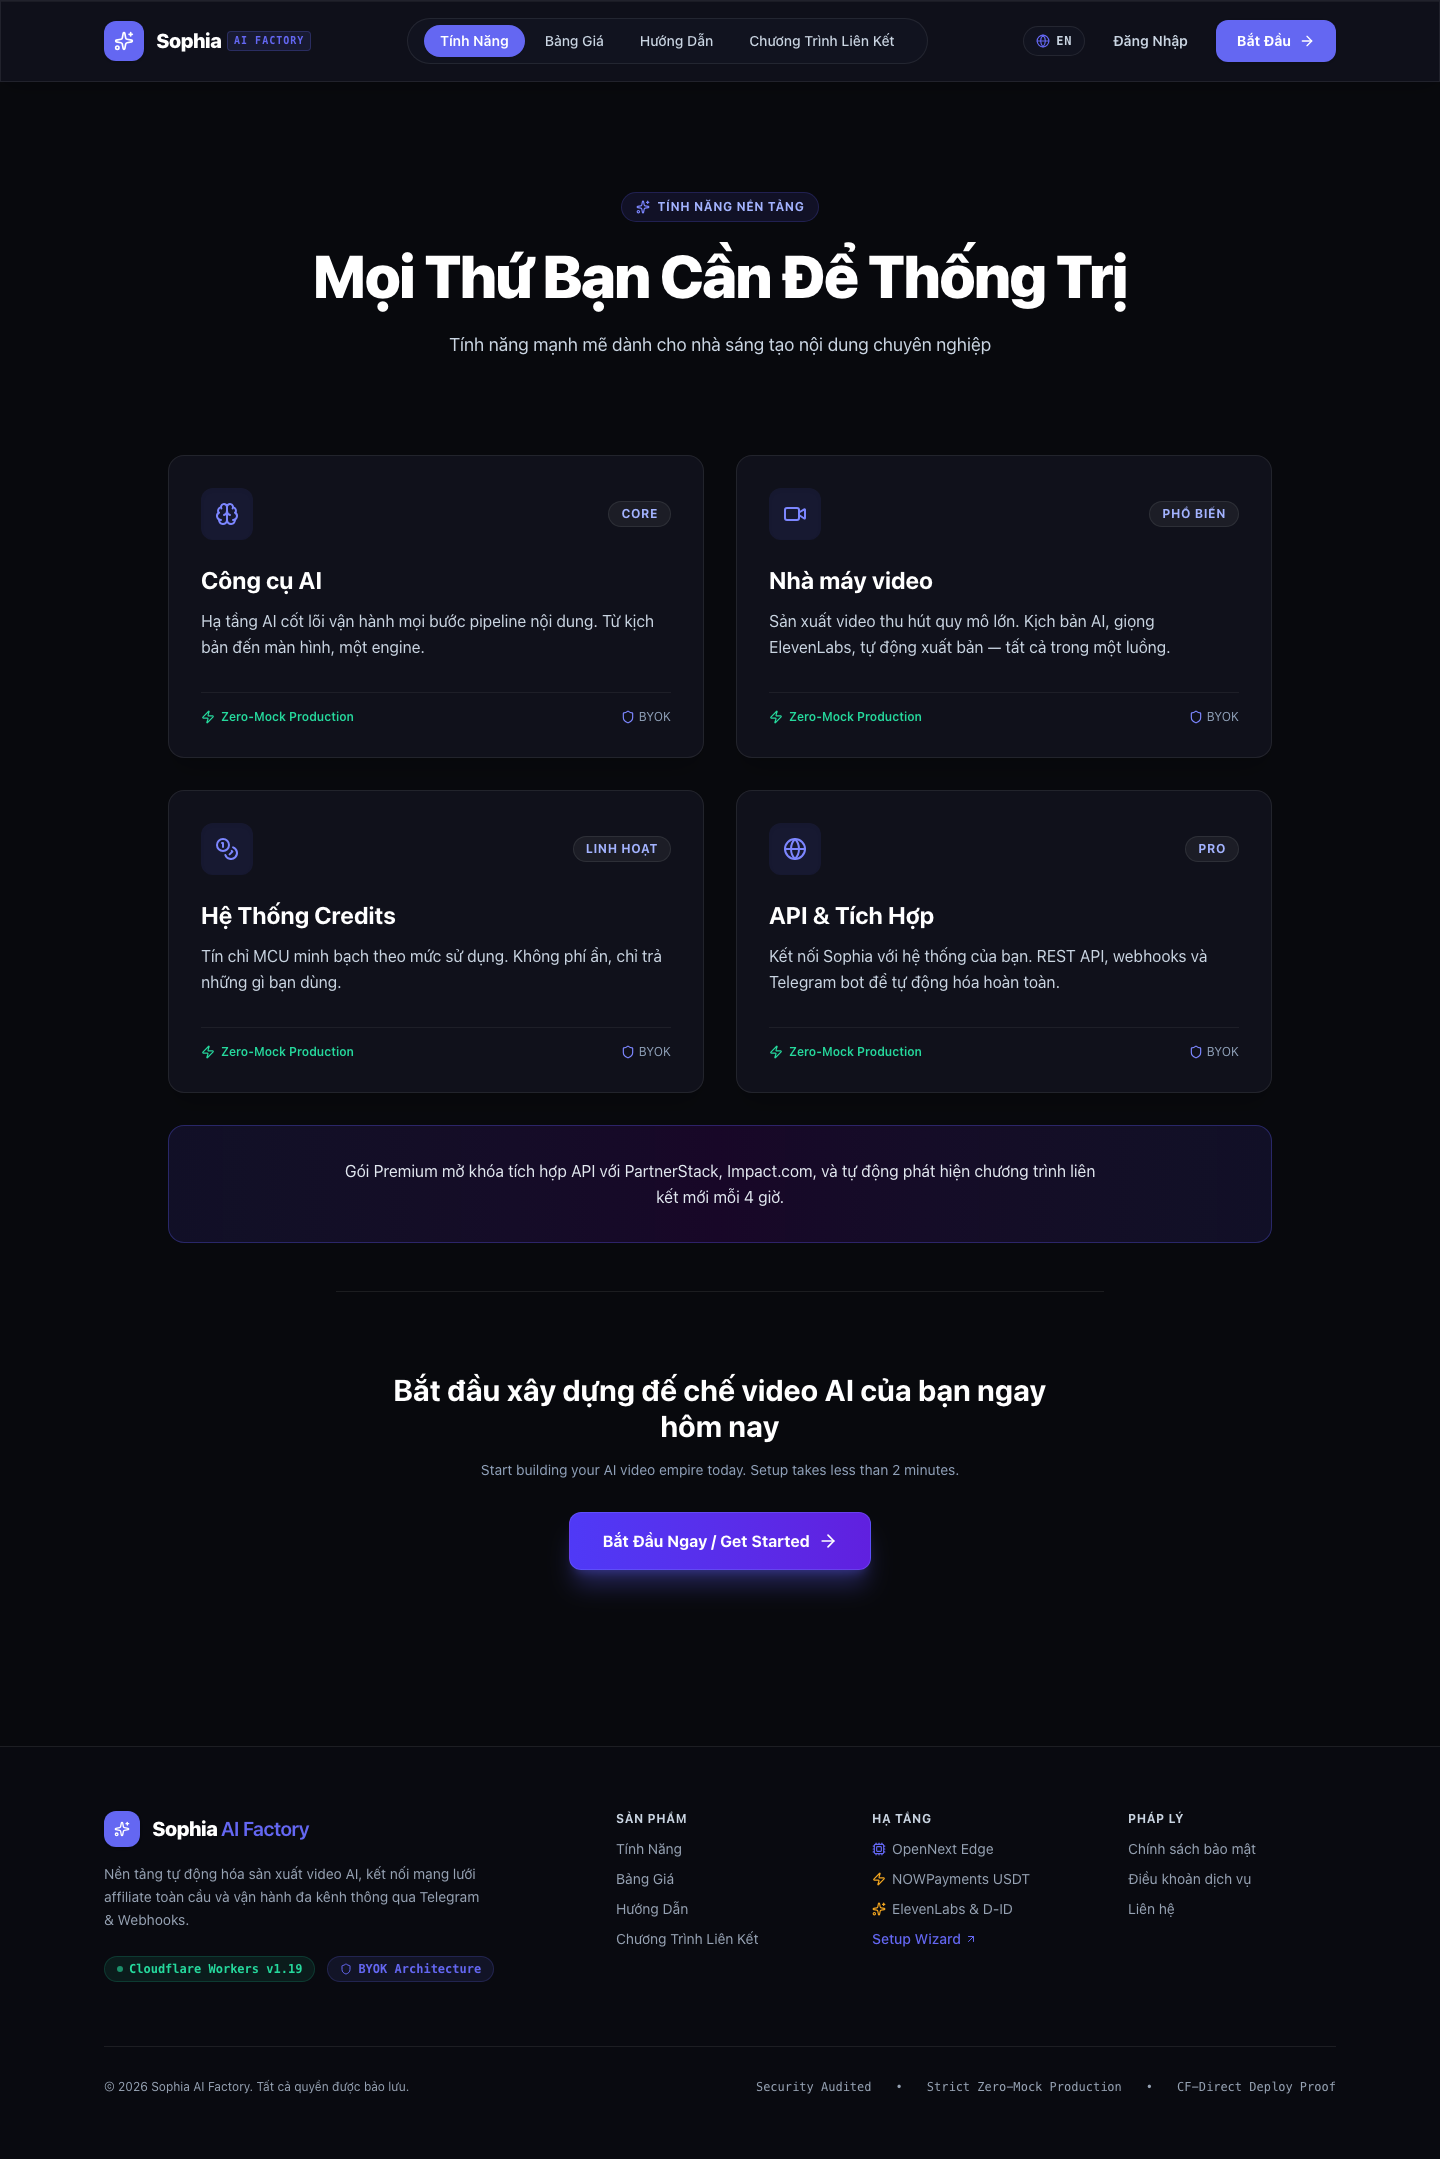 Sophia AI FACTORY
Tính Năng
Bảng Giá
Hướng Dẫn
Chương Trình Liên Kết
EN
Đăng Nhập
Bắt Đầu
TÍNH NĂNG NỀN TẢNG
Mọi Thứ Bạn Cần Để Thống Trị
Tính năng mạnh mẽ dành cho nhà sáng tạo nội dung chuyên nghiệp
CORE
Công cụ AI
Hạ tầng AI cốt lõi vận hành mọi bước pipeline nội dung. Từ kịch
bản đến màn hình, một engine.
Zero-Mock Production
BYOK
PHỔ BIẾN
Nhà máy video
Sản xuất video thu hút quy mô lớn. Kịch bản AI, giọng
ElevenLabs, tự động xuất bản — tất cả trong một luồng.
Zero-Mock Production
BYOK
LINH HOẠT
Hệ Thống Credits
Tín chỉ MCU minh bạch theo mức sử dụng. Không phí ẩn, chỉ trả
những gì bạn dùng.
Zero-Mock Production
BYOK
PRO
API & Tích Hợp
Kết nối Sophia với hệ thống của bạn. REST API, webhooks và
Telegram bot để tự động hóa hoàn toàn.
Zero-Mock Production
BYOK
Gói Premium mở khóa tích hợp API với PartnerStack, Impact.com, và tự động phát hiện chương trình liên
kết mới mỗi 4 giờ.
Bắt đầu xây dựng đế chế video AI của bạn ngay
hôm nay
Start building your AI video empire today. Setup takes less than 2 minutes.
Bắt Đầu Ngay / Get Started
Sophia AI Factory
Nền tảng tự động hóa sản xuất video AI, kết nối mạng lưới
affiliate toàn cầu và vận hành đa kênh thông qua Telegram
& Webhooks.
Cloudflare Workers v1.19
BYOK Architecture
SẢN PHẨM
Tính Năng
Bảng Giá
Hướng Dẫn
Chương Trình Liên Kết
HẠ TẦNG
OpenNext Edge
NOWPayments USDT
ElevenLabs & D-ID
Setup Wizard
PHÁP LÝ
Chính sách bảo mật
Điều khoản dịch vụ
Liên hệ
© 2026 Sophia AI Factory. Tất cả quyền được bảo lưu.
Security Audited • Strict Zero-Mock Production • CF-Direct Deploy Proof